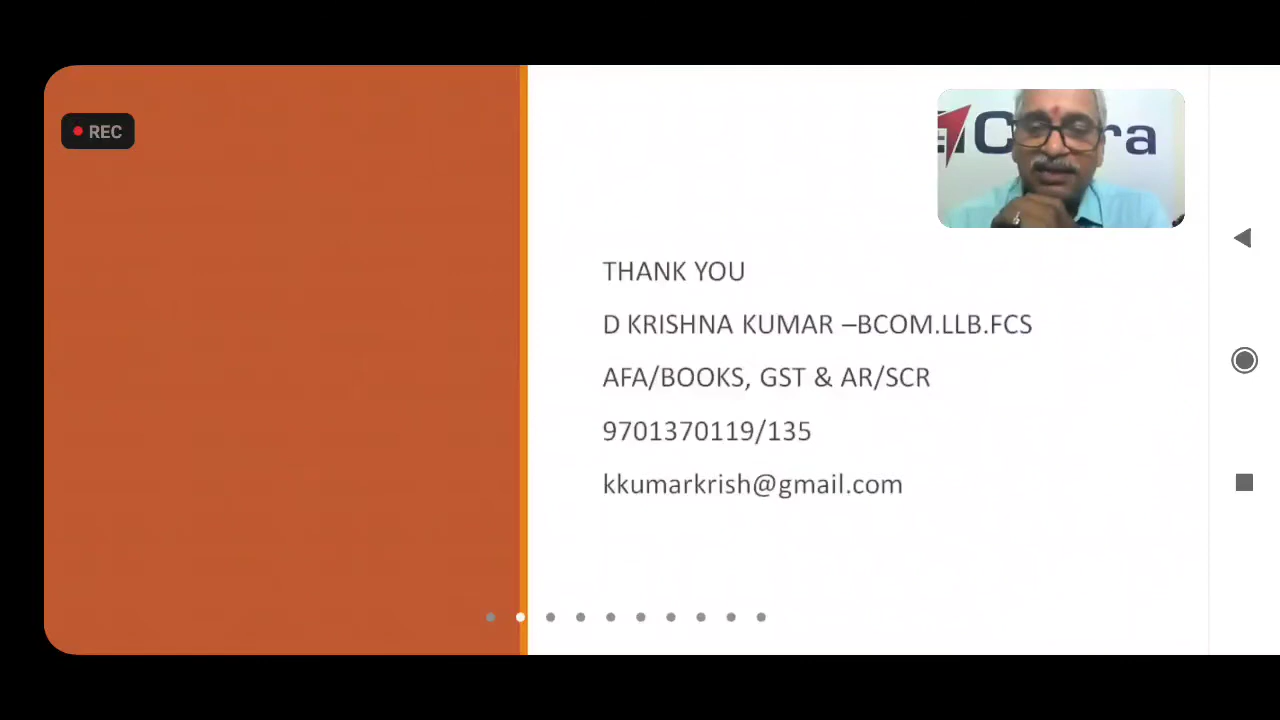 REC
THANK YOU
D KRISHNA KUMAR –BCOM.LLB.FCS
AFA/BOOKS, GST & AR/SCR
9701370119/135
kkumarkrish@gmail.com